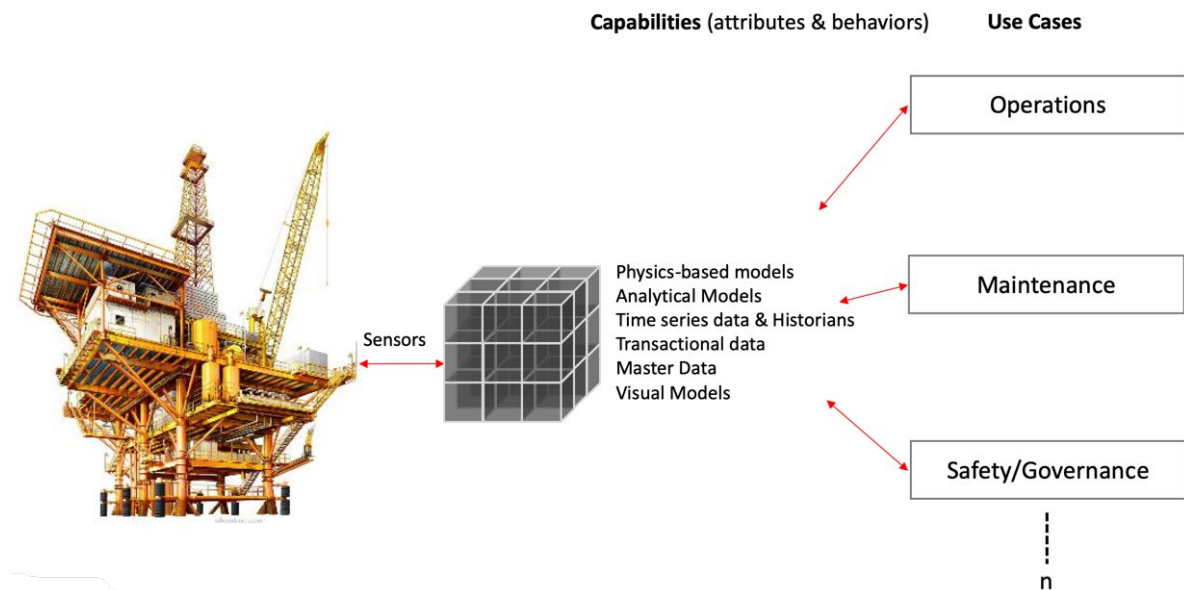 Capabilities (attributes & behaviors)
Use Cases
Operations
Sensors
Physics-based models
Analytical Models
Time series data & Historians
Transactional data
Master Data
Visual Models
Maintenance
Safety/Governance
n